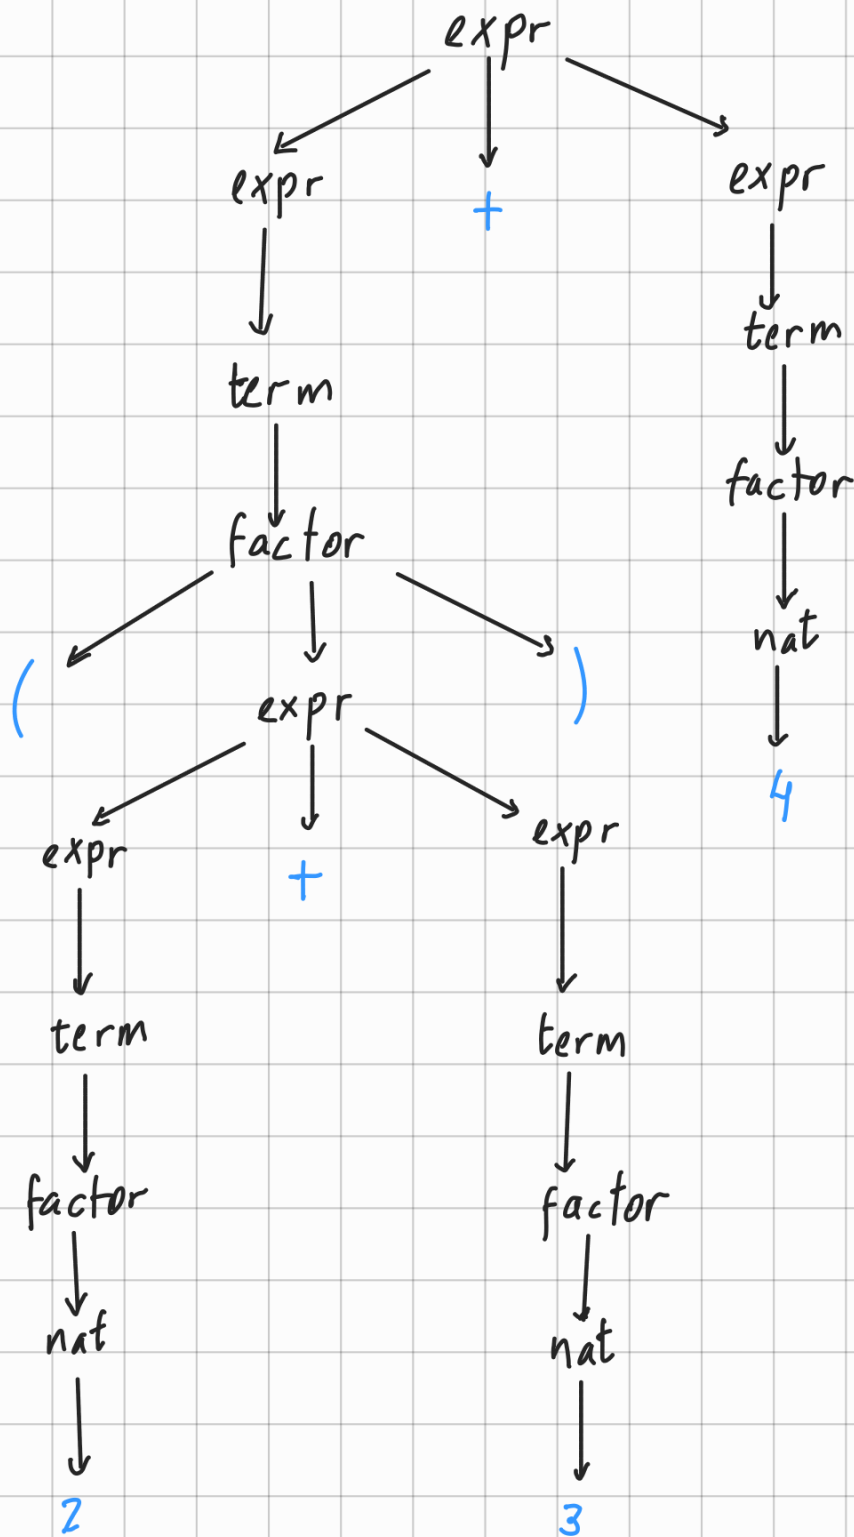 expr
expr + expr
term
term
factor
factor
nat
( expr )
4
expr + expr
term term
factor factor
nat nat
2 3